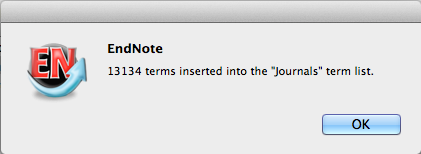 EndNote
EN
13134 terms inserted into the "Journals" term list.
OK